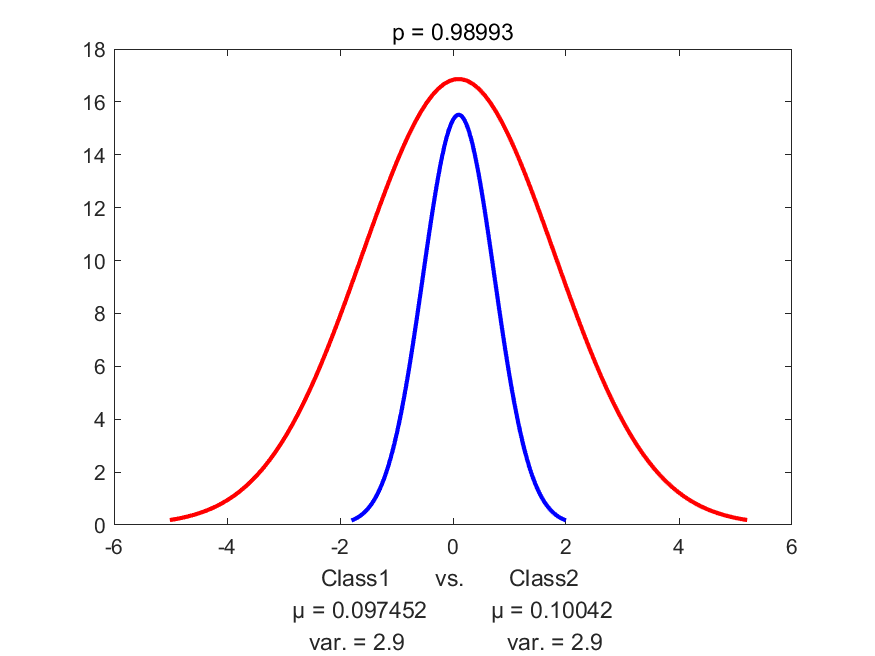 p = 0.98993
18
16
14
12
10
8
6
4
2
0
-6 -4 -2 0 2 4 6
Class1 vs. Class2
μ = 0.097452 μ = 0.10042
var. = 2.9 var. = 2.9